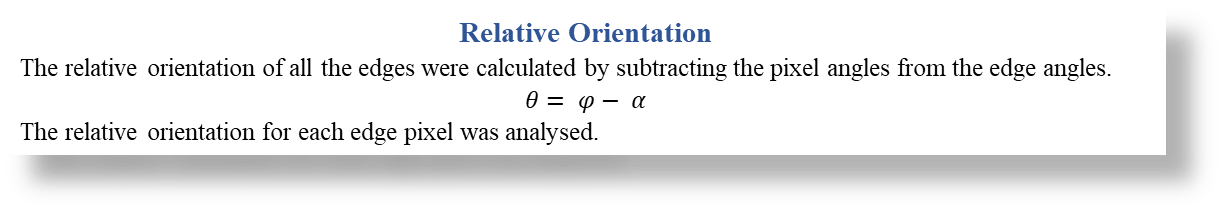 Relative Orientation
The relative orientation of all the edges were calculated by subtracting the pixel angles from the edge angles.
θ = φ − α
The relative orientation for each edge pixel was analysed.